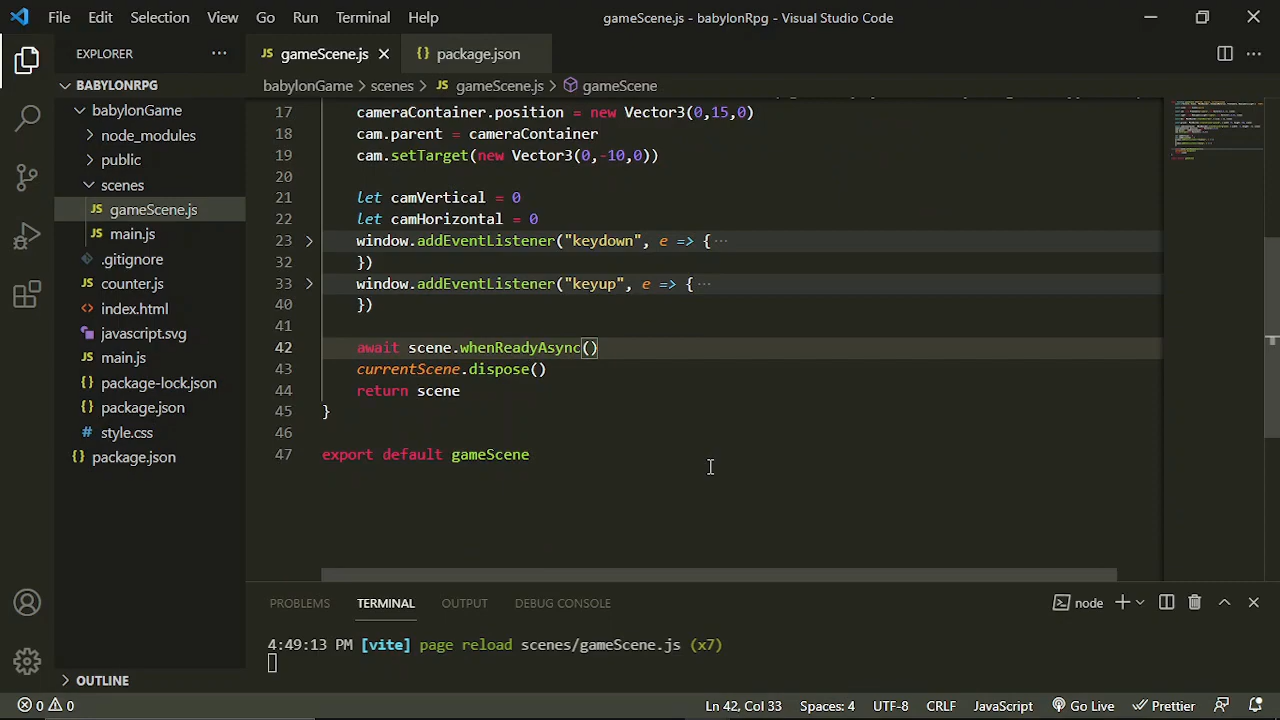 File Edit Selection View Go Run Terminal Help gameScene.js - babylonRpg - Visual Studio Code
EXPLORER
JS gameScene.js
{} package.json
BABYLONRPG
babylonGame > scenes > JS gameScene.js > gameScene
babylonGame
node_modules
public
scenes
JS gameScene.js
JS main.js
.gitignore
JS counter.js
<> index.html
javascript.svg
JS main.js
{} package-lock.json
{} package.json
# style.css
{} package.json
OUTLINE
17 cameraContainer.position = new Vector3(0,15,0)
18 cam.parent = cameraContainer
19 cam.setTarget(new Vector3(0,-10,0))
20
21 let camVertical = 0
22 let camHorizontal = 0
23 window.addEventListener("keydown", e => { ···
32 })
33 window.addEventListener("keyup", e => { ···
40 })
41
42 await scene.whenReadyAsync()
43 currentScene.dispose()
44 return scene
45 }
46
47 export default gameScene
PROBLEMS TERMINAL OUTPUT DEBUG CONSOLE
node
4:49:13 PM [vite] page reload scenes/gameScene.js (x7)
0 0
Ln 42, Col 33 Spaces: 4 UTF-8 CRLF JavaScript Go Live Prettier